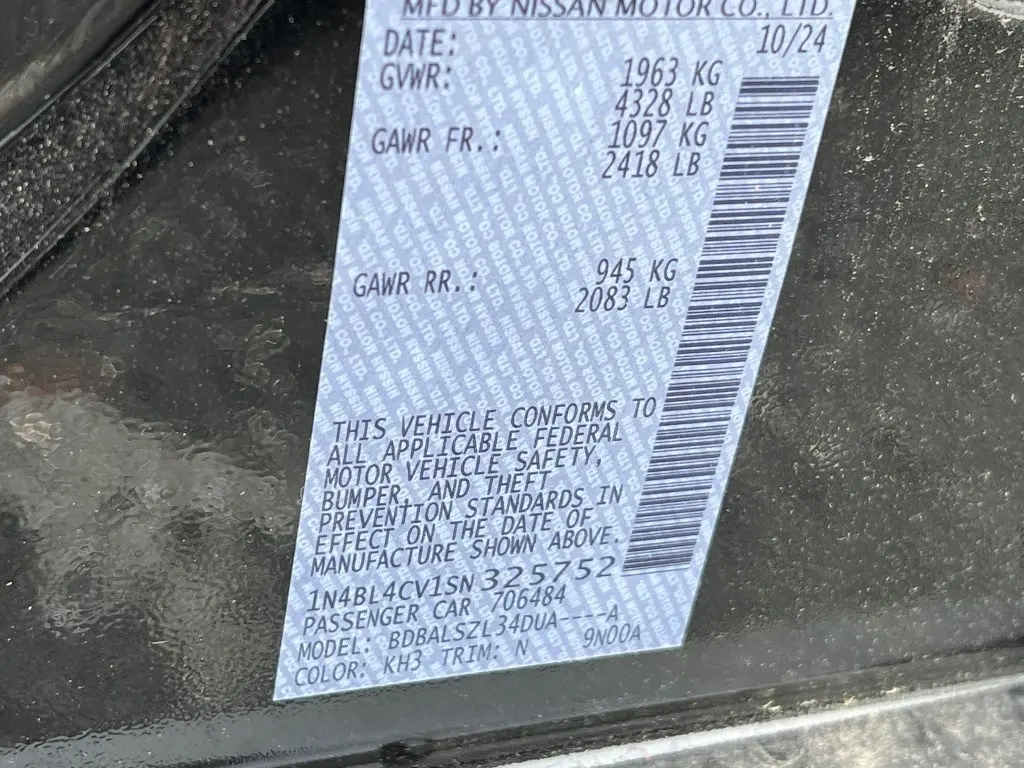 MFD BY NISSAN MOTOR CO., LTD.
DATE: 10/24
GVWR: 1963 KG
4328 LB
GAWR FR.: 1097 KG
2418 LB
GAWR RR.: 945 KG
2083 LB
THIS VEHICLE CONFORMS TO
ALL APPLICABLE FEDERAL
MOTOR VEHICLE SAFETY,
BUMPER, AND THEFT
PREVENTION STANDARDS IN
EFFECT ON THE DATE OF
MANUFACTURE SHOWN ABOVE.
1N4BL4CV1SN325752
PASSENGER CAR 706484
MODEL: BDBALSZL34DUA----A
COLOR: KH3 TRIM: N 9N00A